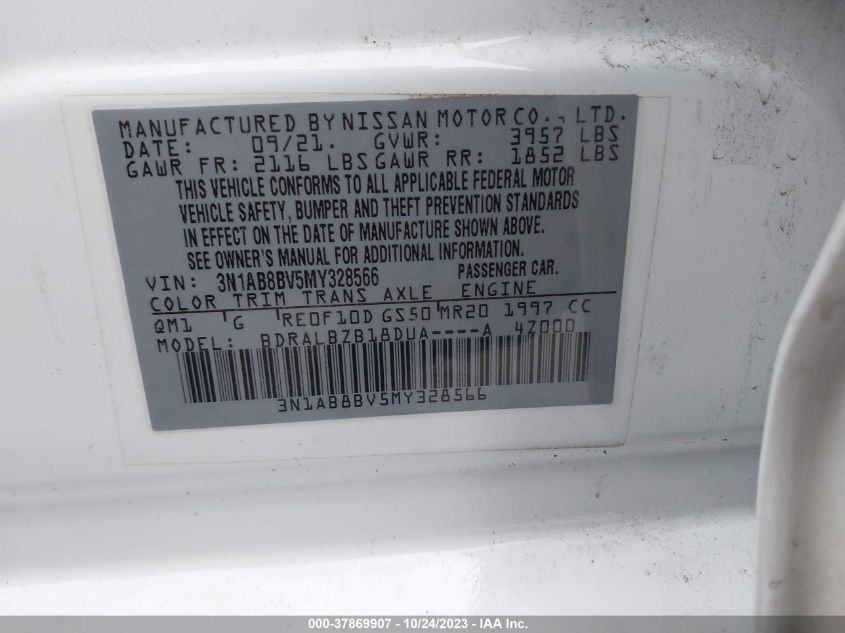 MANUFACTURED BY NISSAN MOTOR CO., LTD.
DATE: 09/21. GVWR: 3957 LBS
GAWR FR: 2116 LBS GAWR RR: 1852 LBS
THIS VEHICLE CONFORMS TO ALL APPLICABLE FEDERAL MOTOR
VEHICLE SAFETY, BUMPER AND THEFT PREVENTION STANDARDS
IN EFFECT ON THE DATE OF MANUFACTURE SHOWN ABOVE.
SEE OWNER'S MANUAL FOR ADDITIONAL INFORMATION.
VIN: 3N1AB8BV5MY328566 PASSENGER CAR.
COLOR TRIM TRANS AXLE ENGINE
QM1 G RE0F10D GS50 MR20 1997 CC
MODEL: BDRALBZB18DUA----A 4Z000
3N1AB8BV5MY328566
000-37869907 - 10/24/2023 - IAA Inc.